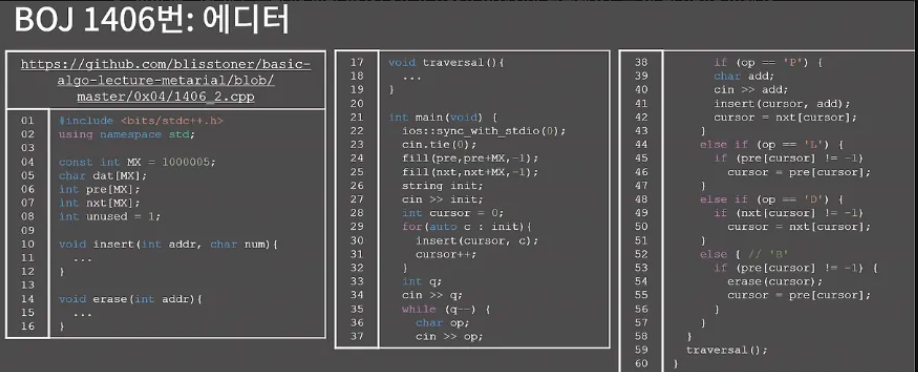 BOJ 1406번: 에디터
https://github.com/blisstoner/basic-
algo-lecture-metarial/blob/
master/0x04/1406_2.cpp
01 #include <bits/stdc++.h>
02 using namespace std;
03
04 const int MX = 1000005;
05 char dat[MX];
06 int pre[MX];
07 int nxt[MX];
08 int unused = 1;
09
10 void insert(int addr, char num){
11   ...
12 }
13
14 void erase(int addr){
15   ...
16 }
17 void traversal(){
18   ...
19 }
20
21 int main(void) {
22   ios::sync_with_stdio(0);
23   cin.tie(0);
24   fill(pre,pre+MX,-1);
25   fill(nxt,nxt+MX,-1);
26   string init;
27   cin >> init;
28   int cursor = 0;
29   for(auto c : init){
30     insert(cursor, c);
31     cursor++;
32   }
33   int q;
34   cin >> q;
35   while (q--) {
36     char op;
37     cin >> op;
38     if (op == 'P') {
39       char add;
40       cin >> add;
41       insert(cursor, add);
42       cursor = nxt[cursor];
43     }
44     else if (op == 'L') {
45       if (pre[cursor] != -1)
46         cursor = pre[cursor];
47     }
48     else if (op == 'D') {
49       if (nxt[cursor] != -1)
50         cursor = nxt[cursor];
51     }
52     else { // 'B'
53       if (pre[cursor] != -1) {
54         erase(cursor);
55         cursor = pre[cursor];
56       }
57     }
58   }
59   traversal();
60 }